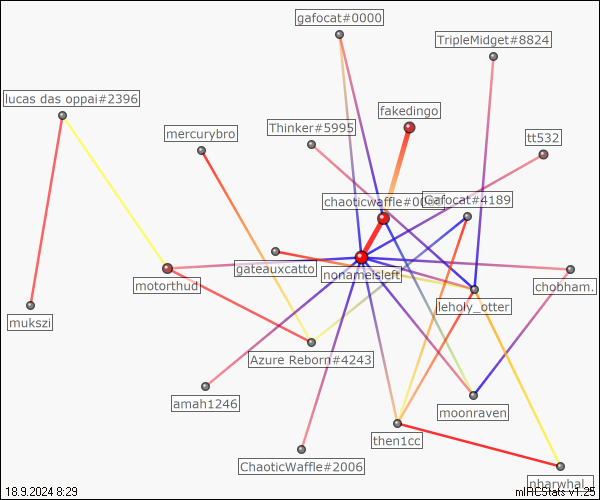 gafocat#0000
TripleMidget#8824
lucas das oppai#2396
fakedingo
mercurybro
Thinker#5995
tt532
chaoticwaffle#0
Gafocat#4189
gateauxcatto
nonameisleft
motorthud
chobham.
leholy_otter
mukszi
Azure Reborn#4243
amah1246
moonraven
then1cc
ChaoticWaffle#2006
nharwhal_
18.9.2024 8:29
mIRCStats v1.25